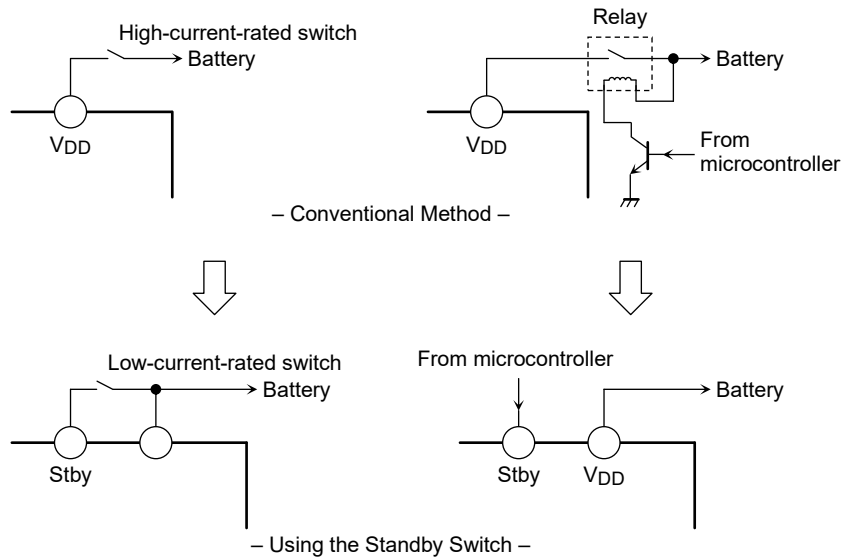 High-current-rated switch
Battery
VDD
Relay
Battery
VDD
From
microcontroller
– Conventional Method –
Low-current-rated switch
Battery
Stby
From microcontroller
Battery
Stby
VDD
– Using the Standby Switch –